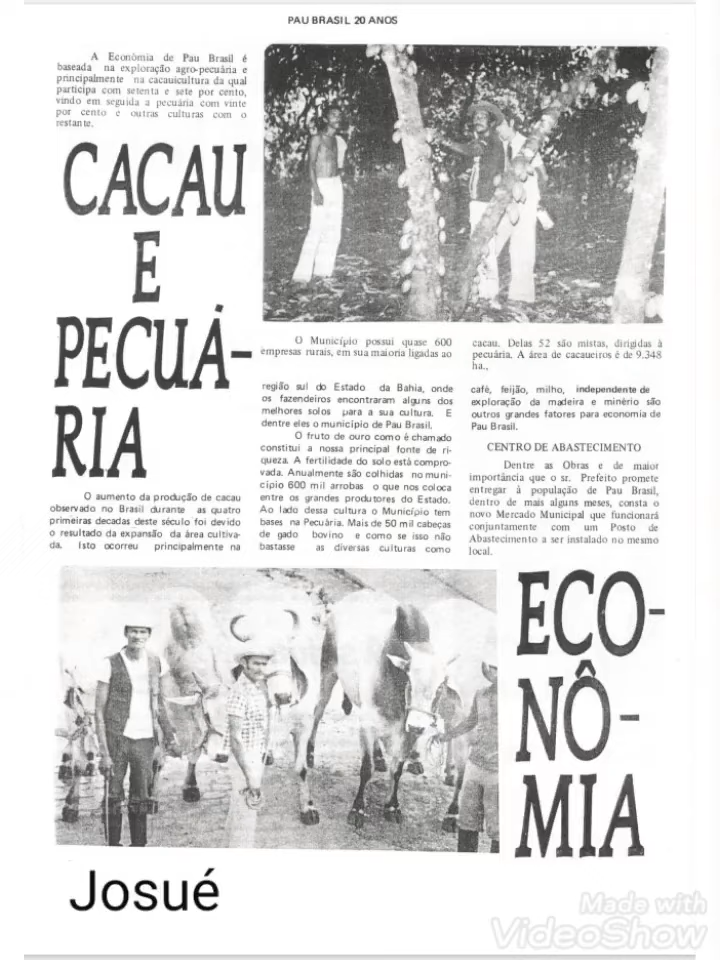 PAU BRASIL 20 ANOS
A Econômia de Pau Brasil é
baseada na exploração agro-pecuária e
principalmente na cacauicultura da qual
participa com setenta e sete por cento,
vindo em seguida a pecuária com vinte
por cento e outras culturas com o
restante.
CACAU
E
PECUÁ-
RIA
O Município possui quase 600
empresas rurais, em sua maioria ligadas ao
cacau. Delas 52 são mistas, dirigidas à
pecuária. A área de cacaueiros é de 9.348
ha.,
O aumento da produção de cacau
observado no Brasil durante as quatro
primeiras decadas deste século foi devido
o resultado da expansão da área cultiva-
da. Isto ocorreu principalmente na
região sul do Estado da Bahia, onde
os fazendeiros encontraram alguns dos
melhores solos para a sua cultura. E
dentre eles o município de Pau Brasil.
O fruto de ouro como é chamado
constitui a nossa principal fonte de ri-
queza. A fertilidade do solo está compro-
vada. Anualmente são colhidas no muni-
cípio 600 mil arrobas o que nos coloca
entre os grandes produtores do Estado.
Ao lado dessa cultura o Município tem
bases na Pecuária. Mais de 50 mil cabeças
de gado bovino e como se isso não
bastasse as diversas culturas como
café, feijão, milho, independente de
exploração da madeira e minério são
outros grandes fatores para economia de
Pau Brasil.
CENTRO DE ABASTECIMENTO
Dentre as Obras e de maior
importância que o sr. Prefeito promete
entregar à população de Pau Brasil,
dentro de mais alguns meses, consta o
novo Mercado Municipal que funcionará
conjuntamente com um Posto de
Abastecimento a ser instalado no mesmo
local.
ECO-
NÔ-
MIA
Josué
Made with
VideoShow